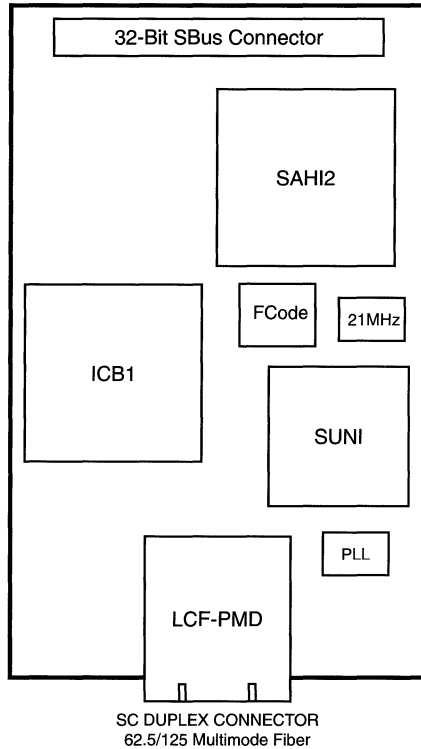 32-Bit SBus Connector
SAHI2
FCode
21MHz
ICB1
SUNI
PLL
LCF-PMD
SC DUPLEX CONNECTOR
62.5/125 Multimode Fiber